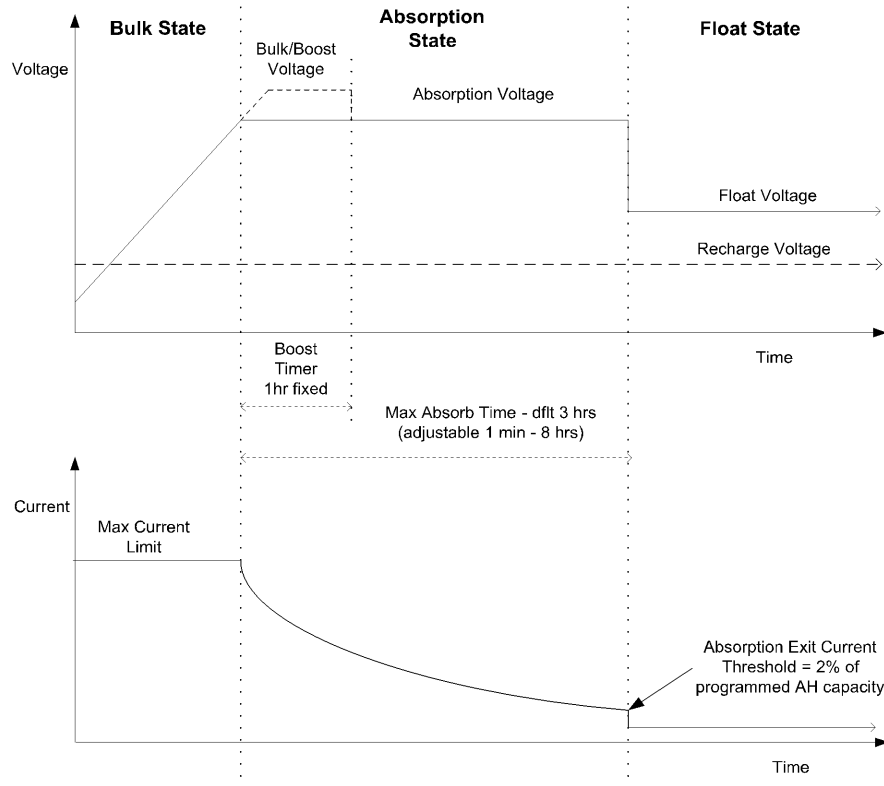 Bulk State
Absorption
State
Float State
Voltage
Bulk/Boost
Voltage
Absorption Voltage
Float Voltage
Recharge Voltage
Time
Boost
Timer
1hr fixed
Max Absorb Time - dflt 3 hrs
(adjustable 1 min - 8 hrs)
Current
Max Current
Limit
Absorption Exit Current
Threshold = 2% of
programmed AH capacity
Time